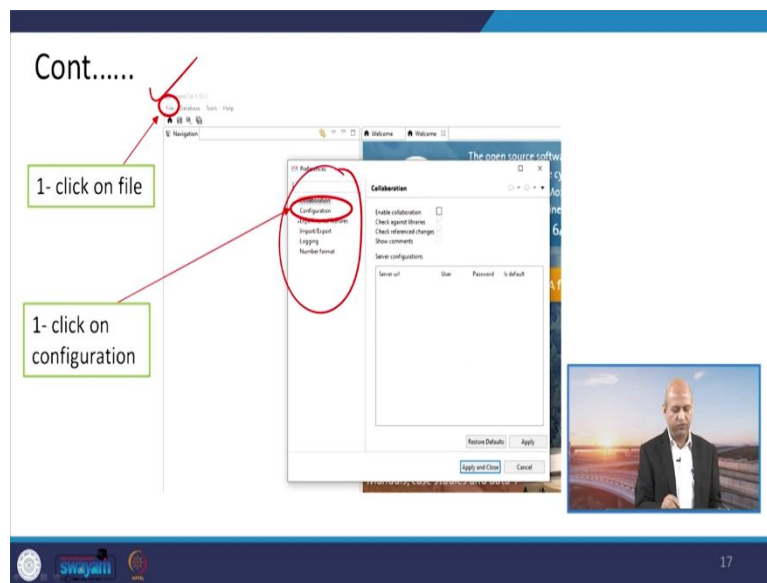 Cont......
File Database Tools Help
Navigation
Welcome
Welcome
The open source softw
1- click on file
Preferences
Collaboration
Collaboration
Configuration
Import/Export
Logging
Number format
Enable collaboration
Check against libraries
Check referenced changes
Show comments
Server configurations:
Server url User Password Is default
Restore Defaults Apply
Apply and Close Cancel
1- click on
configuration
swayam
17